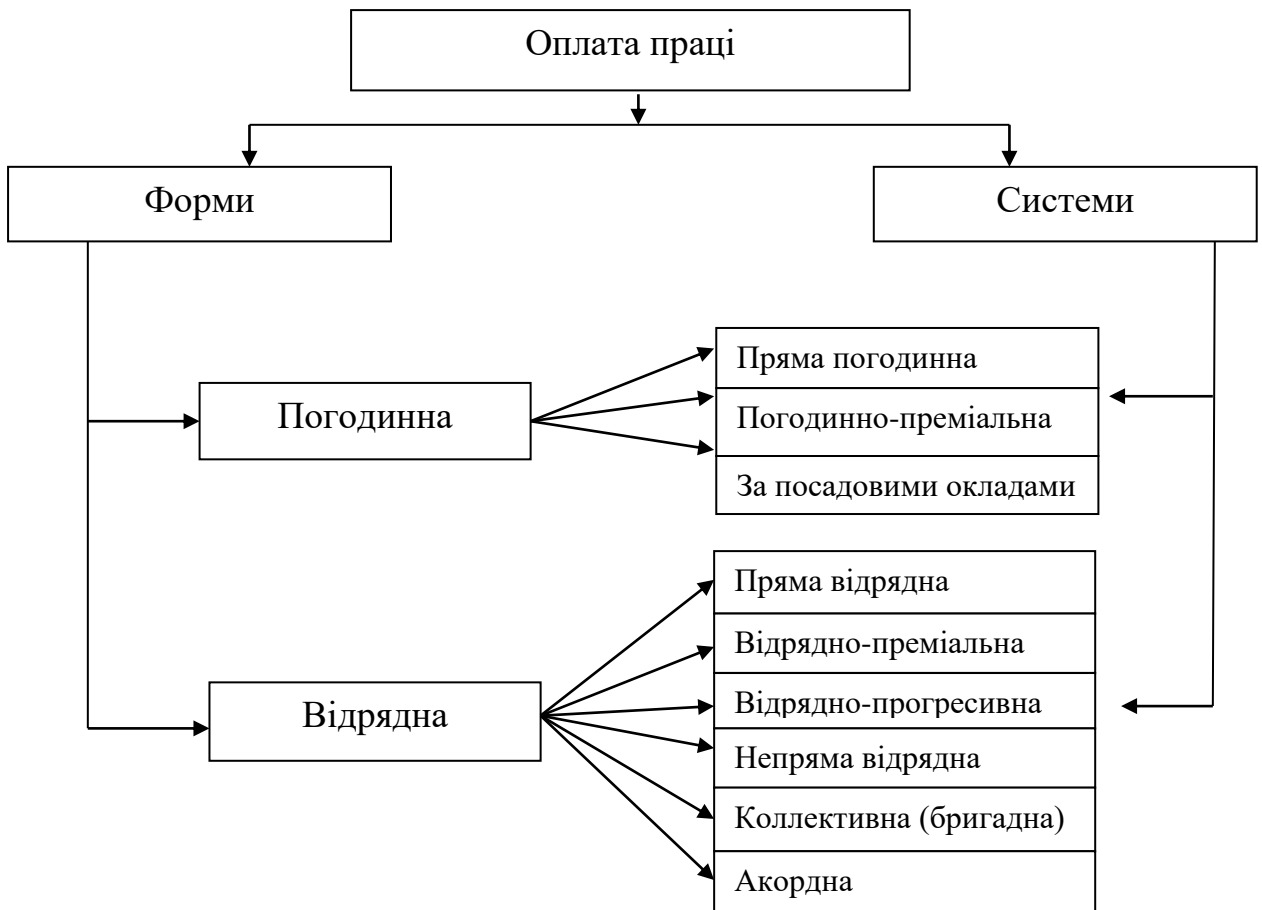 Оплата праці
Форми
Системи
Погодинна
Пряма погодинна
Погодинно-преміальна
За посадовими окладами
Відрядна
Пряма відрядна
Відрядно-преміальна
Відрядно-прогресивна
Непряма відрядна
Коллективна (бригадна)
Акордна